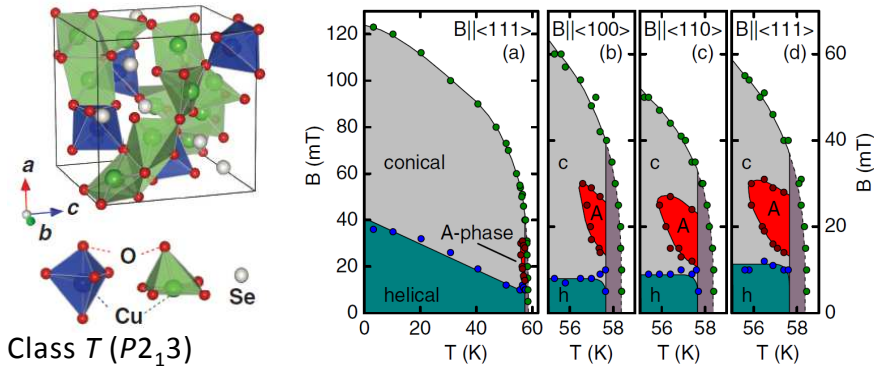 a
c
b
O
Cu
Se
Class T (P2₁3)
B||<111>
(a)
120
100
80
60
40
20
0
B (mT)
conical
A-phase
helical
0 20 40 60
T (K)
B||<100>
(b)
c
A
h
56 58
T (K)
B||<110>
(c)
c
A
h
56 58
T (K)
B||<111>
(d)
c
A
h
56 58
T (K)
60
40
20
0
B (mT)